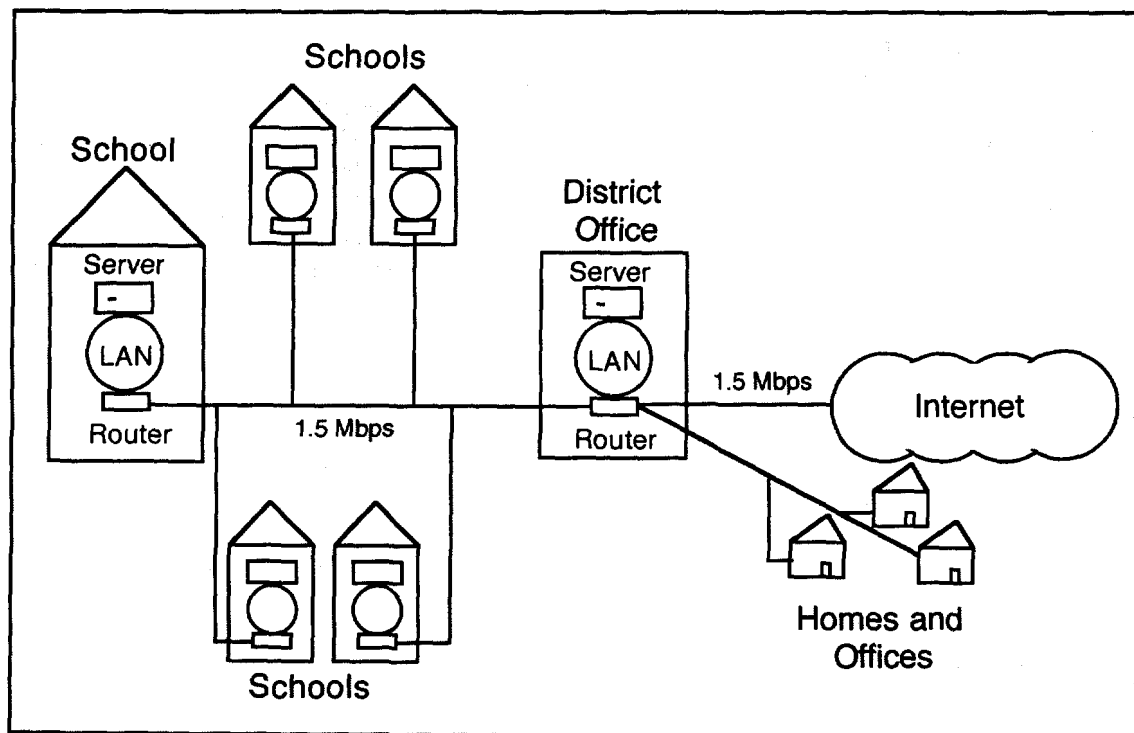 Schools
School
District
Office
Server
LAN
Router
Server
LAN
Router
1.5 Mbps
1.5 Mbps
Internet
Homes and
Offices
Schools